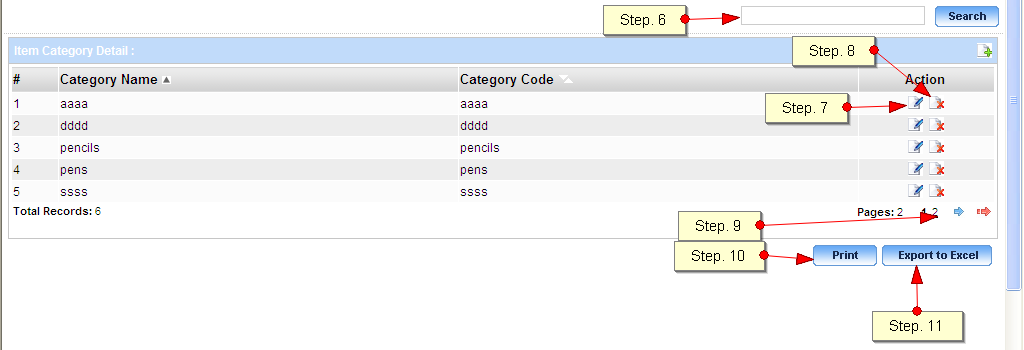 Step. 6
Search
Item Category Detail :
Step. 8
# Category Name Category Code Action
1 aaaa aaaa
Step. 7
2 dddd dddd
3 pencils pencils
4 pens pens
5 ssss ssss
Total Records: 6 Pages: 2 1 2
Step. 9
Step. 10
Print Export to Excel
Step. 11